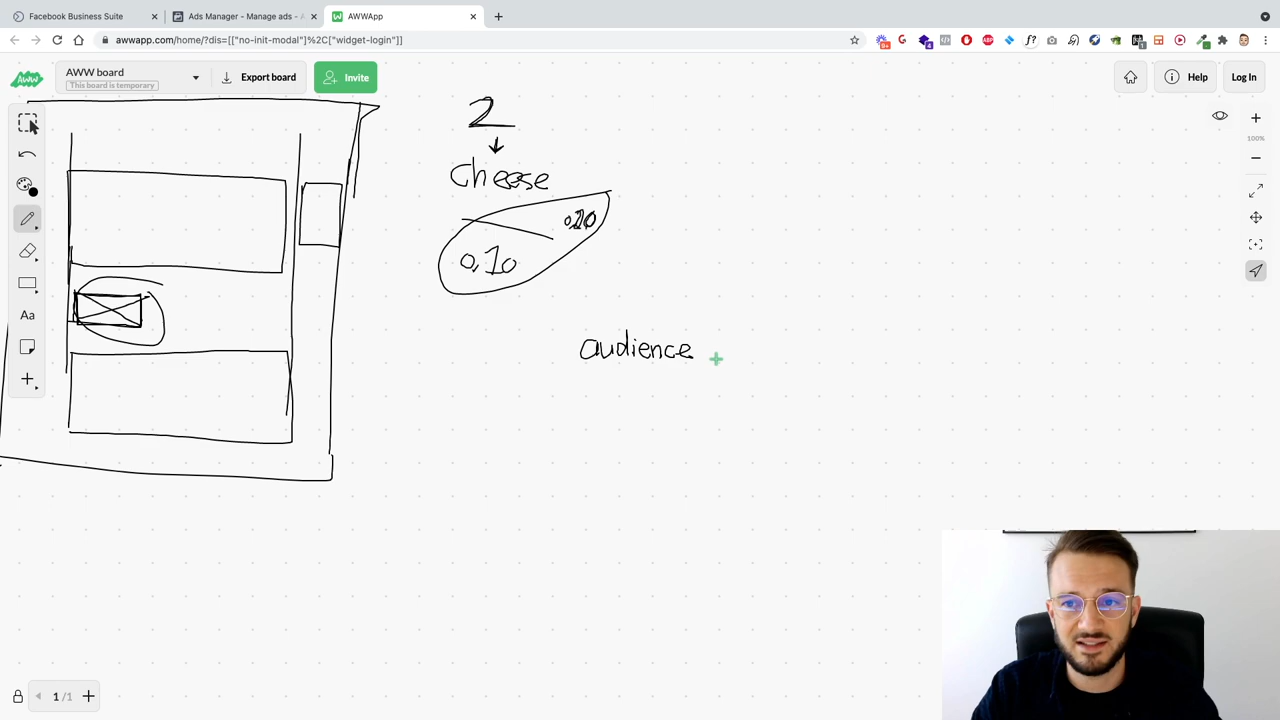 Facebook Business Suite
Ads Manager - Manage ads - A
AWWApp
awwapp.com/home/?dis=[["no-init-modal"]%2C["widget-login"]]
AWW
AWW board
This board is temporary
Export board
Invite
Help
Log In
100%
2
Cheese
0,10
audience
Aa
1 /1